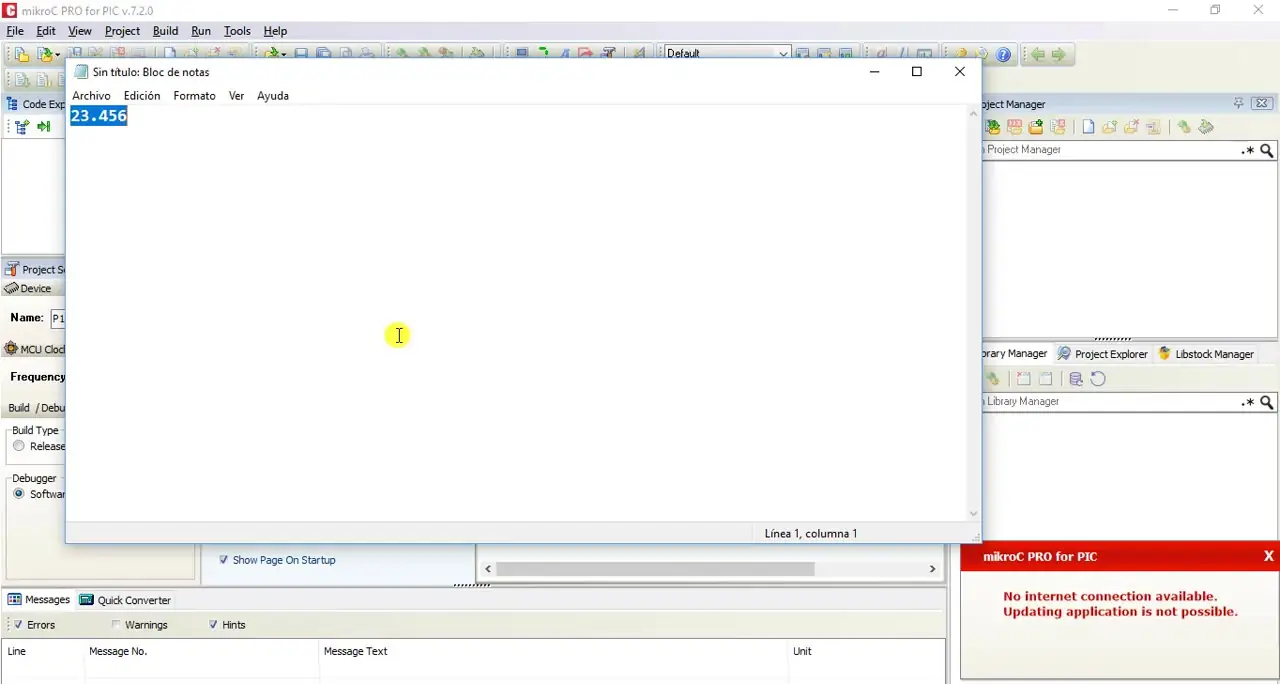 mikroC PRO for PIC v.7.2.0
File Edit View Project Build Run Tools Help
Default
Sin título: Bloc de notas
Archivo Edición Formato Ver Ayuda
23.456
Línea 1, columna 1
Code Exp
Project S
Device
Name: P1
MCU Cloc
Frequency
Build / Debu
Build Type
Release
Debugger
Softwar
Show Page On Startup
oject Manager
Project Manager
brary Manager Project Explorer Libstock Manager
Library Manager
mikroC PRO for PIC X
No internet connection available.
Updating application is not possible.
Messages Quick Converter
Errors Warnings Hints
Line Message No. Message Text Unit